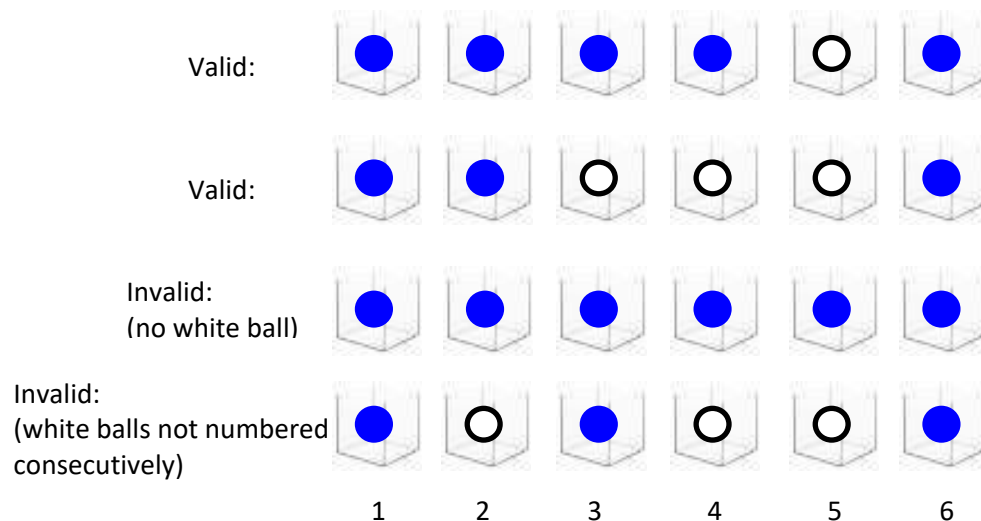 Valid:
Valid:
Invalid:
(no white ball)
Invalid:
(white balls not numbered
consecutively)
1 2 3 4 5 6